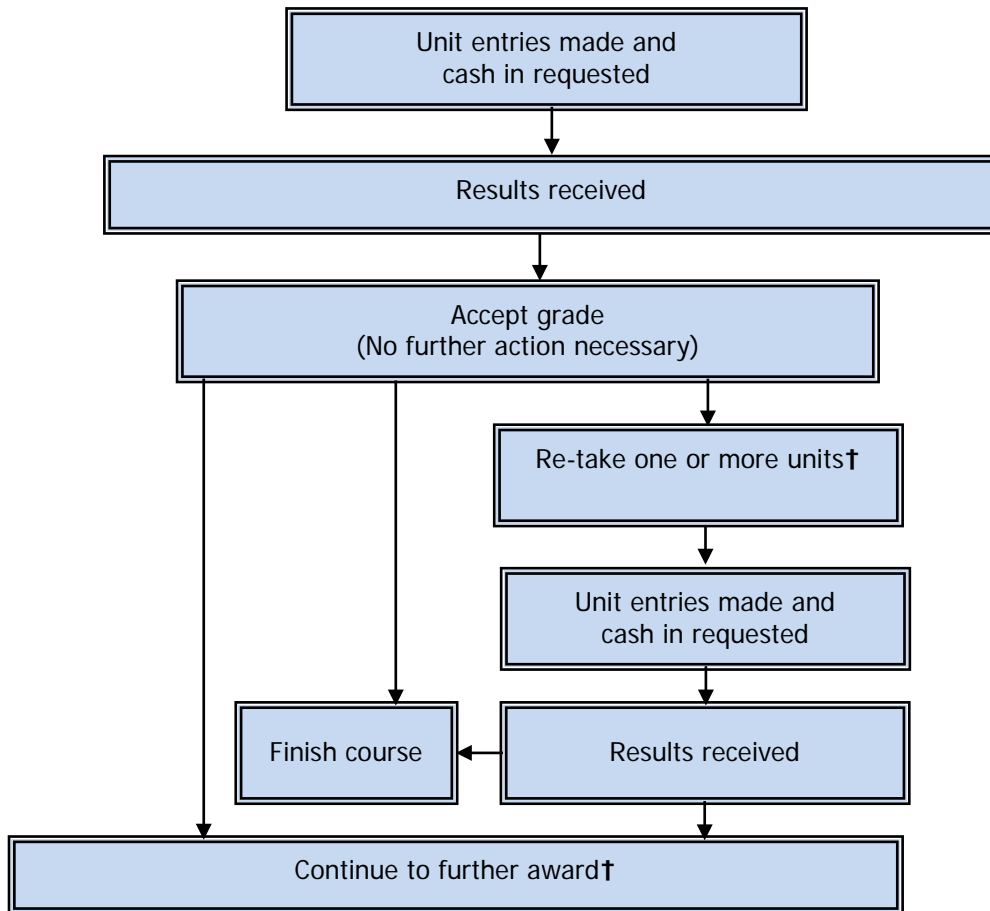 Unit entries made and
cash in requested
Results received
Accept grade
(No further action necessary)
Re-take one or more units†
Unit entries made and
cash in requested
Finish course
Results received
Continue to further award†